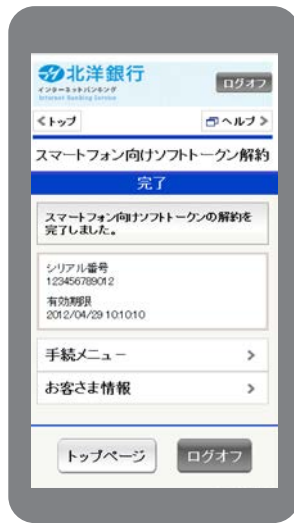 北洋銀行
インターネットバンキング
Internet Banking Service
ログオフ
≪トップ
ヘルプ≫
スマートフォン向けソフトトークン解約
完了
スマートフォン向けソフトトークンの解約を
完了しました。
シリアル番号
123456789012
有効期限
2012/04/29 10:10:10
手続メニュー
お客さま情報
トップページ
ログオフ